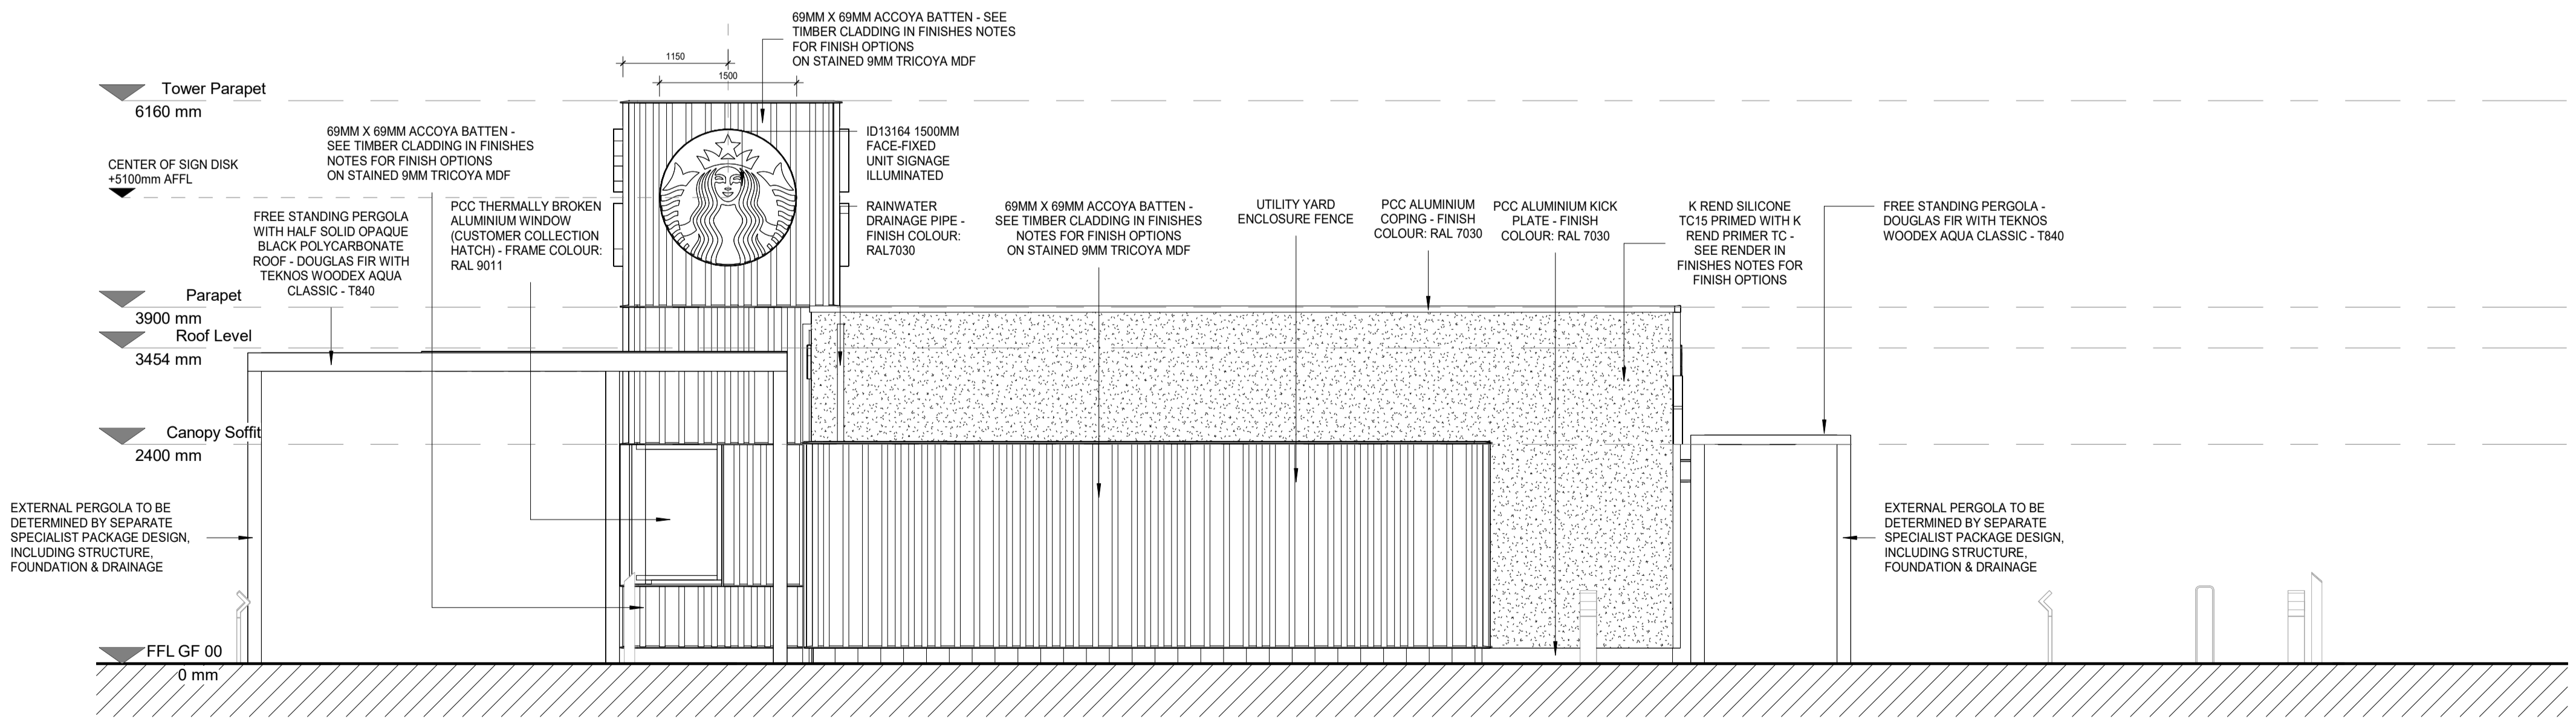 69MM X 69MM ACCOYA BATTEN - SEE
TIMBER CLADDING IN FINISHES NOTES
FOR FINISH OPTIONS
ON STAINED 9MM TRICOYA MDF
1150
1500
Tower Parapet
6160 mm
69MM X 69MM ACCOYA BATTEN -
SEE TIMBER CLADDING IN FINISHES
NOTES FOR FINISH OPTIONS
ON STAINED 9MM TRICOYA MDF
ID13164 1500MM
FACE-FIXED
UNIT SIGNAGE
ILLUMINATED
CENTER OF SIGN DISK
+5100mm AFFL
FREE STANDING PERGOLA
WITH HALF SOLID OPAQUE
BLACK POLYCARBONATE
ROOF - DOUGLAS FIR WITH
TEKNOS WOODEX AQUA
CLASSIC - T840
PCC THERMALLY BROKEN
ALUMINIUM WINDOW
(CUSTOMER COLLECTION
HATCH) - FRAME COLOUR:
RAL 9011
RAINWATER
DRAINAGE PIPE -
FINISH COLOUR:
RAL7030
69MM X 69MM ACCOYA BATTEN -
SEE TIMBER CLADDING IN FINISHES
NOTES FOR FINISH OPTIONS
ON STAINED 9MM TRICOYA MDF
UTILITY YARD
ENCLOSURE FENCE
PCC ALUMINIUM
COPING - FINISH
COLOUR: RAL 7030
PCC ALUMINIUM KICK
PLATE - FINISH
COLOUR: RAL 7030
K REND SILICONE
TC15 PRIMED WITH K
REND PRIMER TC -
SEE RENDER IN
FINISHES NOTES FOR
FINISH OPTIONS
FREE STANDING PERGOLA -
DOUGLAS FIR WITH TEKNOS
WOODEX AQUA CLASSIC - T840
Parapet
3900 mm
Roof Level
3454 mm
Canopy Soffit
2400 mm
EXTERNAL PERGOLA TO BE
DETERMINED BY SEPARATE
SPECIALIST PACKAGE DESIGN,
INCLUDING STRUCTURE,
FOUNDATION & DRAINAGE
EXTERNAL PERGOLA TO BE
DETERMINED BY SEPARATE
SPECIALIST PACKAGE DESIGN,
INCLUDING STRUCTURE,
FOUNDATION & DRAINAGE
FFL GF 00
0 mm